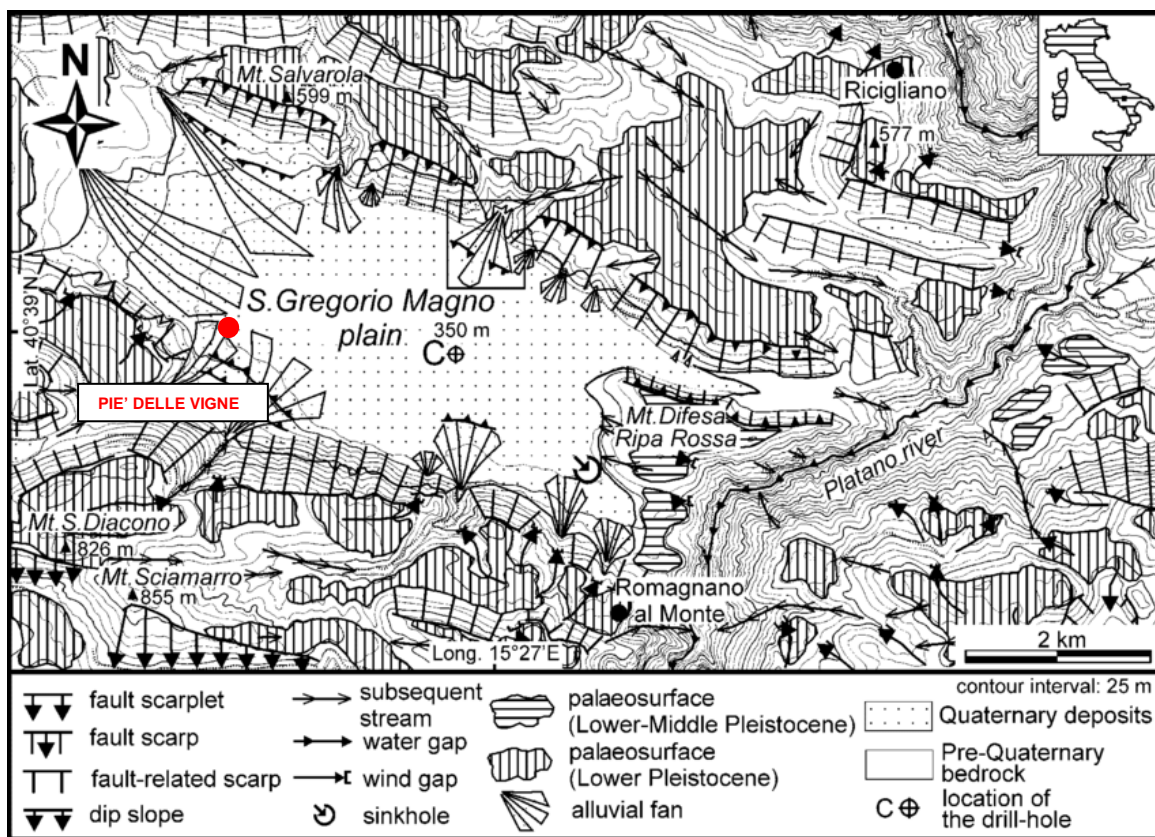 N
Mt.Salvarola
599 m
Ricigliano
577 m
Lat. 40°39'N
S.Gregorio Magno
plain
350 m
C
PIE' DELLE VIGNE
Mt.Difesa
Ripa Rossa
Platano river
Mt.S.Diacono
826 m
Mt.Sciamarro
855 m
Romagnano
al Monte
Long. 15°27'E
2 km
contour interval: 25 m
fault scarplet
fault scarp
fault-related scarp
dip slope
subsequent
stream
water gap
wind gap
sinkhole
palaeosurface
(Lower-Middle Pleistocene)
palaeosurface
(Lower Pleistocene)
alluvial fan
Quaternary deposits
Pre-Quaternary
bedrock
C
location of
the drill-hole